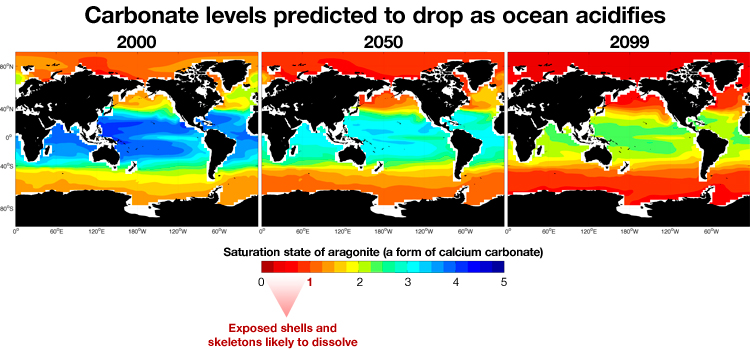 Carbonate levels predicted to drop as ocean acidifies
2000 2050 2099
80°N
40°N
0°
40°S
80°S
0° 60°E 120°E 180°W 120°W 60°W 0° 60°E 120°E 180°W 120°W 60°W 0° 60°E 120°E 180°W 120°W 60°W
Saturation state of aragonite (a form of calcium carbonate)
0 1 2 3 4 5
Exposed shells and
skeletons likely to dissolve